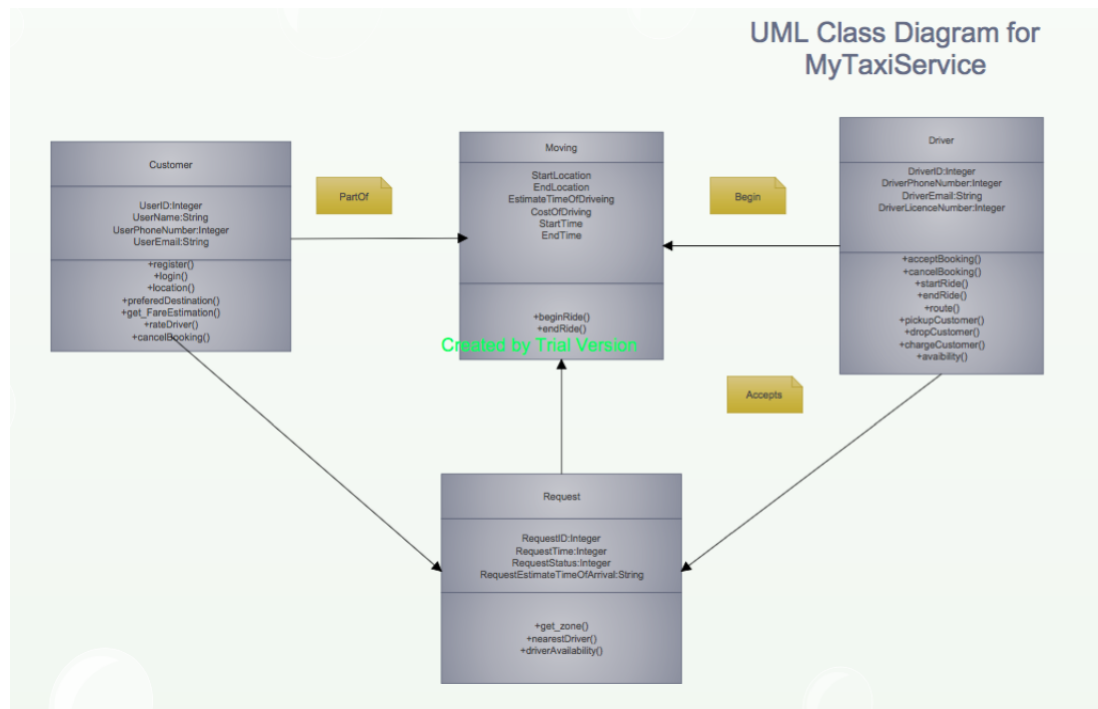 UML Class Diagram for
MyTaxiService
Customer
UserID:Integer
UserName:String
UserPhoneNumber:Integer
UserEmail:String
+register()
+login()
+location()
+preferedDestination()
+get_FareEstimation()
+rateDriver()
+cancelBooking()
PartOf
Moving
StartLocation
EndLocation
EstimateTimeOfDriveing
CostOfDriving
StartTime
EndTime
+beginRide()
+endRide()
Created by Trial Version
Begin
Driver
DriverID:Integer
DriverPhoneNumber:Integer
DriverEmail:String
DriverLicenceNumber:Integer
+acceptBooking()
+cancelBooking()
+startRide()
+endRide()
+route()
+pickupCustomer()
+dropCustomer()
+chargeCustomer()
+avaibility()
Accepts
Request
RequestID:Integer
RequestTime:Integer
RequestStatus:Integer
RequestEstimateTimeOfArrival:String
+get_zone()
+nearestDriver()
+driverAvailability()